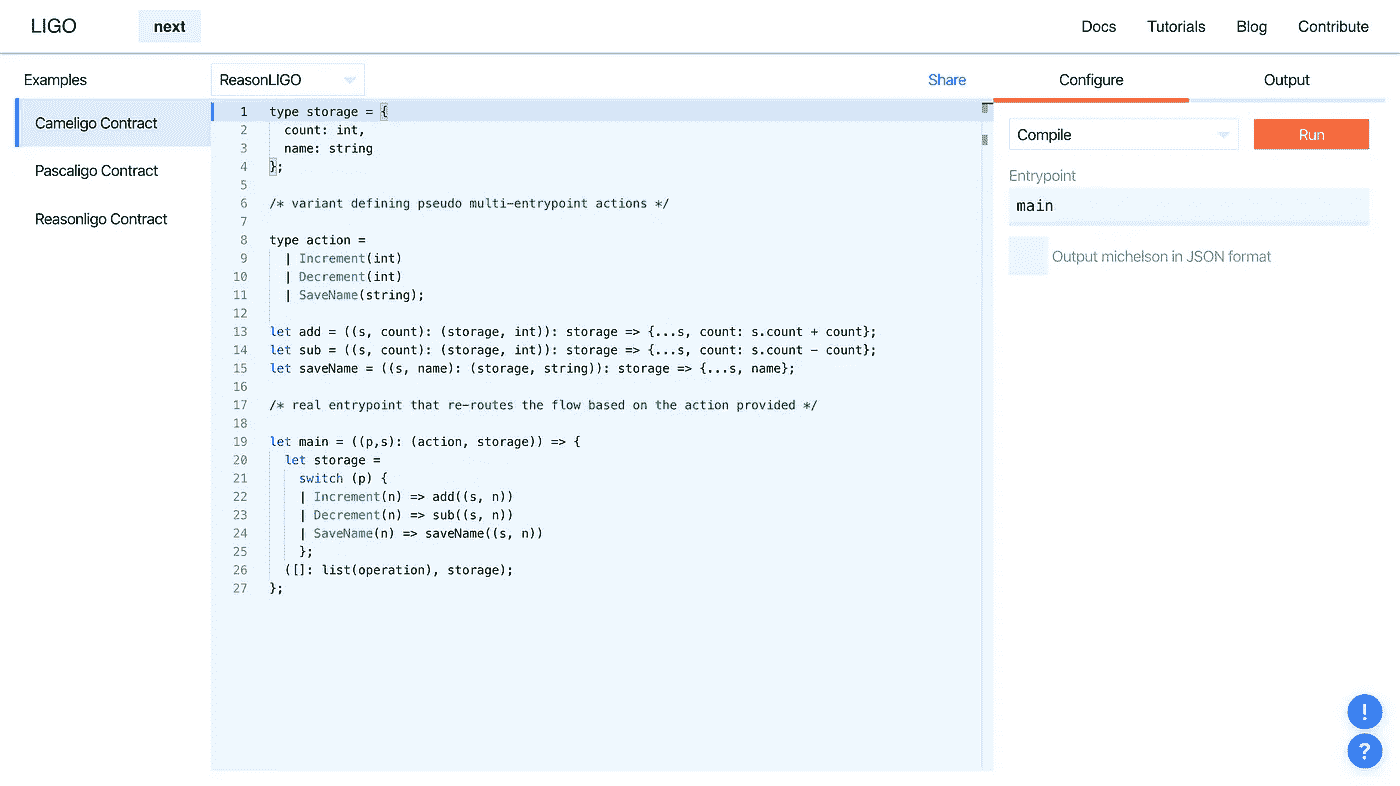 LIGO next Docs Tutorials Blog Contribute
Examples
Cameligo Contract
Pascaligo Contract
Reasonligo Contract
ReasonLIGO Share
1 type storage = {
2   count: int,
3   name: string
4 };
5
6 /* variant defining pseudo multi-entrypoint actions */
7
8 type action =
9   | Increment(int)
10   | Decrement(int)
11   | SaveName(string);
12
13 let add = ((s, count): (storage, int)): storage => {...s, count: s.count + count};
14 let sub = ((s, count): (storage, int)): storage => {...s, count: s.count - count};
15 let saveName = ((s, name): (storage, string)): storage => {...s, name};
16
17 /* real entrypoint that re-routes the flow based on the action provided */
18
19 let main = ((p,s): (action, storage)) => {
20   let storage =
21     switch (p) {
22     | Increment(n) => add((s, n))
23     | Decrement(n) => sub((s, n))
24     | SaveName(n) => saveName((s, n))
25     };
26   ([]: list(operation), storage);
27 };
Configure Output
Compile Run
Entrypoint
main
Output michelson in JSON format
!
?